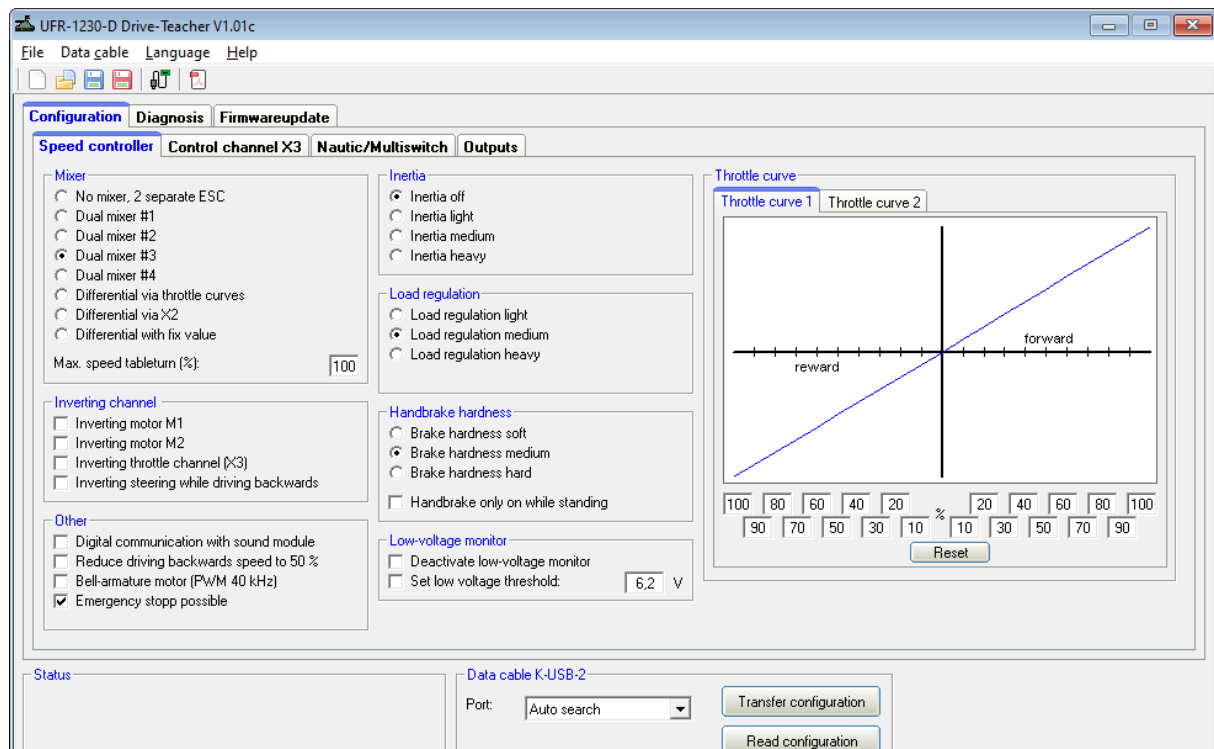 UFR-1230-D Drive-Teacher V1.01c
File Data cable Language Help
Configuration Diagnosis Firmwareupdate
Speed controller Control channel X3 Nautic/Multiswitch Outputs
Mixer
No mixer, 2 separate ESC
Dual mixer #1
Dual mixer #2
Dual mixer #3
Dual mixer #4
Differential via throttle curves
Differential via X2
Differential with fix value
Max. speed tableturn (%): 100
Inverting channel
Inverting motor M1
Inverting motor M2
Inverting throttle channel (X3)
Inverting steering while driving backwards
Other
Digital communication with sound module
Reduce driving backwards speed to 50 %
Bell-armature motor (PWM 40 kHz)
Emergency stopp possible
Inertia
Inertia off
Inertia light
Inertia medium
Inertia heavy
Load regulation
Load regulation light
Load regulation medium
Load regulation heavy
Handbrake hardness
Brake hardness soft
Brake hardness medium
Brake hardness hard
Handbrake only on while standing
Low-voltage monitor
Deactivate low-voltage monitor
Set low voltage threshold: 6,2 V
Throttle curve
Throttle curve 1 Throttle curve 2
forward
reward
100 80 60 40 20 % 20 40 60 80 100
90 70 50 30 10 10 30 50 70 90
Reset
Status
Data cable K-USB-2
Port: Auto search
Transfer configuration
Read configuration